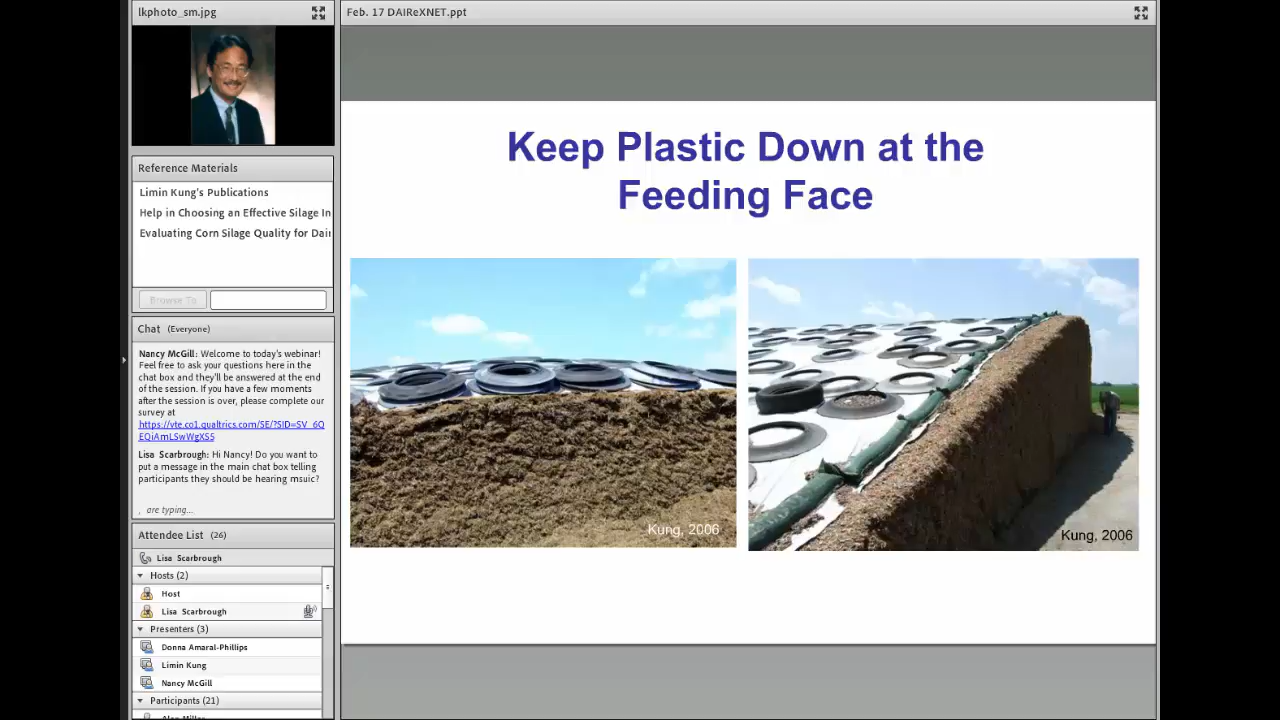 lkphoto_sm.jpg
Reference Materials
Limin Kung's Publications
Help in Choosing an Effective Silage In
Evaluating Corn Silage Quality for Dair
Browse To
Chat (Everyone)
Nancy McGill: Welcome to today's webinar!
Feel free to ask your questions here in the
chat box and they'll be answered at the end
of the session. If you have a few moments
after the session is over, please complete our
survey at
https://vte.co1.qualtrics.com/SE/?SID=SV_6Q
EQiAmLSwWgXS5
Lisa Scarbrough: Hi Nancy! Do you want to
put a message in the main chat box telling
participants they should be hearing msuic?
, are typing...
Attendee List (26)
Lisa Scarbrough
Hosts (2)
Host
Lisa Scarbrough
Presenters (3)
Donna Amaral-Phillips
Limin Kung
Nancy McGill
Participants (21)
Feb. 17 DAIReXNET.ppt
Keep Plastic Down at the
Feeding Face
Kung, 2006
Kung, 2006